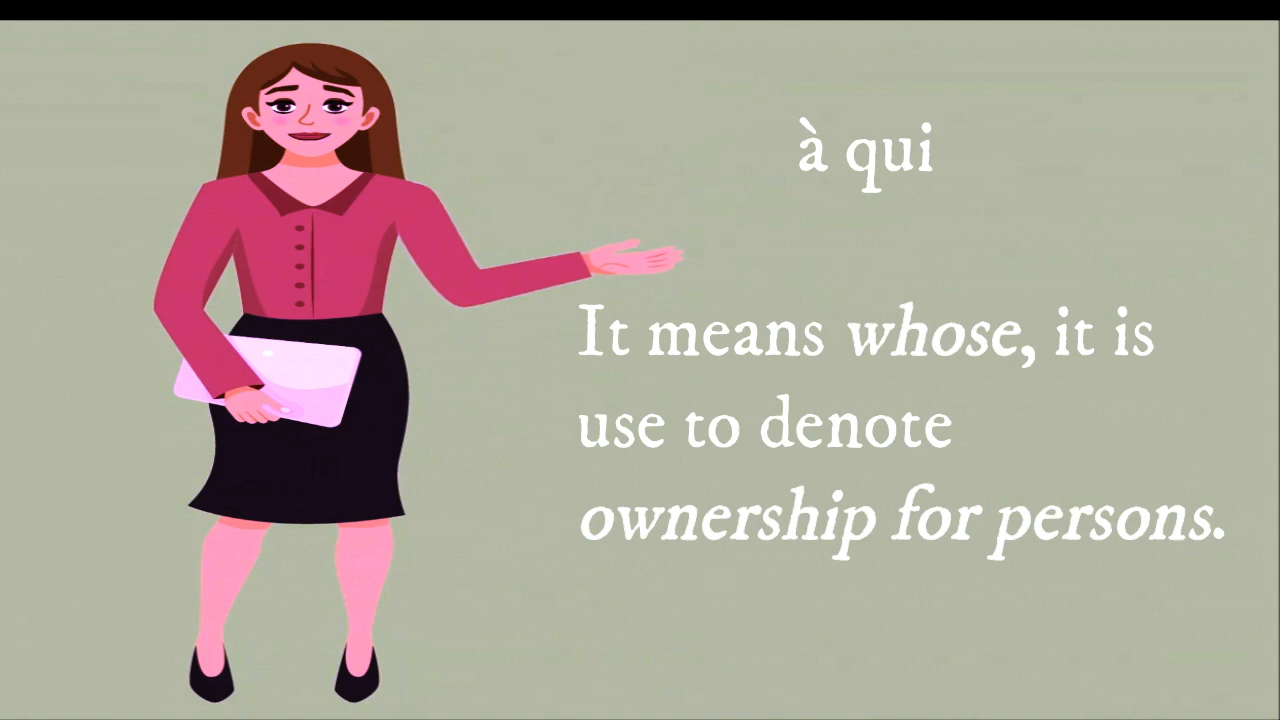 à qui
It means whose, it is
use to denote
ownership for persons.